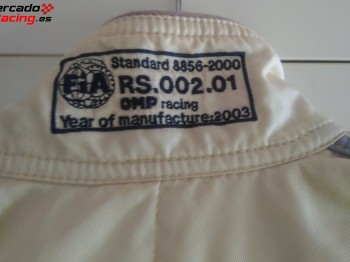 mercado
Racing.es
Standard 8856-2000
FIA RS.002.01
OMP racing
Year of manufacture:2003